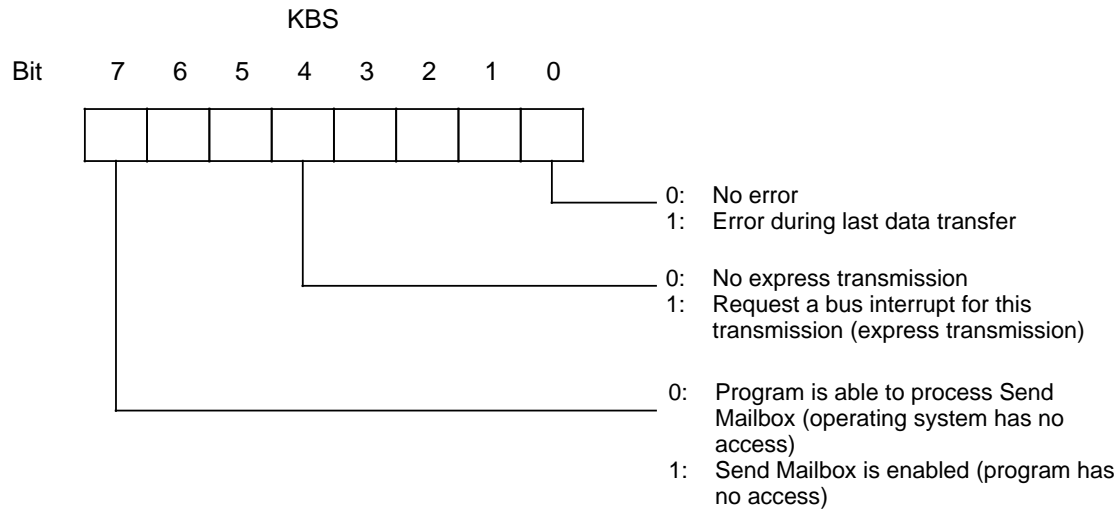 KBS
Bit 7 6 5 4 3 2 1 0
0: No error
1: Error during last data transfer
0: No express transmission
1: Request a bus interrupt for this
transmission (express transmission)
0: Program is able to process Send
Mailbox (operating system has no
access)
1: Send Mailbox is enabled (program has
no access)